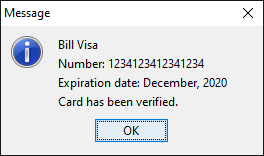 Message
Bill Visa
Number: 1234123412341234
Expiration date: December, 2020
Card has been verified.
OK